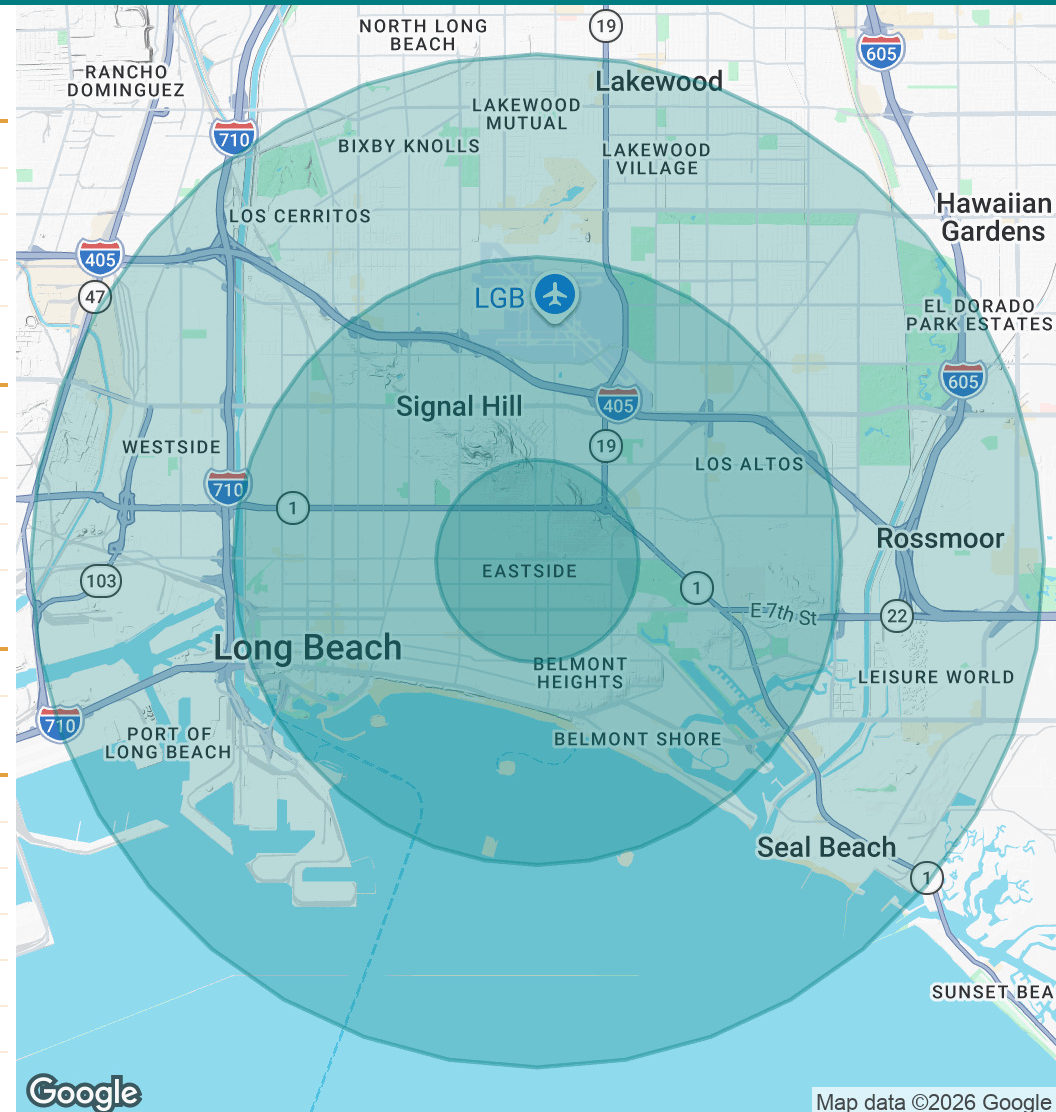 NORTH LONG
BEACH
19
605
RANCHO
DOMINGUEZ
Lakewood
LAKEWOOD
MUTUAL
710
BIXBY KNOLLS
LAKEWOOD
VILLAGE
LOS CERRITOS
Hawaiian
Gardens
405
47
LGB
EL DORADO
PARK ESTATES
605
Signal Hill
405
19
WESTSIDE
LOS ALTOS
710
1
Rossmoor
EASTSIDE
103
1
E 7th St
22
Long Beach
BELMONT
HEIGHTS
LEISURE WORLD
710
PORT OF
LONG BEACH
BELMONT SHORE
Seal Beach
1
SUNSET BEA
Google
Map data ©2026 Google